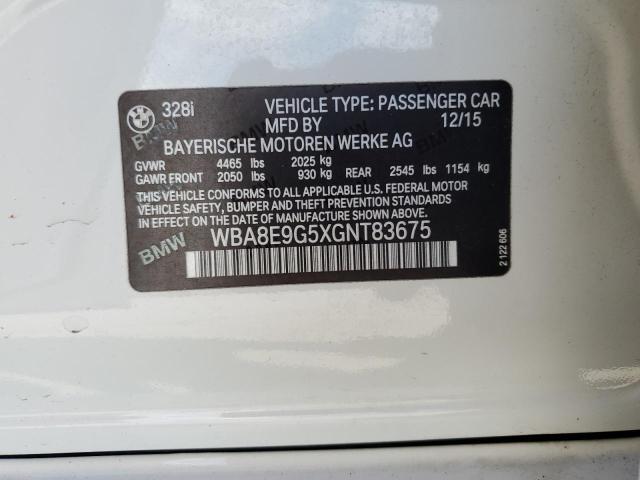 328i VEHICLE TYPE: PASSENGER CAR
MFD BY 12/15
BAYERISCHE MOTOREN WERKE AG
GVWR 4465 lbs 2025 kg
GAWR FRONT 2050 lbs 930 kg REAR 2545 lbs 1154 kg
THIS VEHICLE CONFORMS TO ALL APPLICABLE U.S. FEDERAL MOTOR
VEHICLE SAFETY, BUMPER AND THEFT PREVENTION STANDARDS
IN EFFECT ON THE DATE OF MANUFACTURE SHOWN ABOVE.
WBA8E9G5XGNT83675
BMW
2 122 606